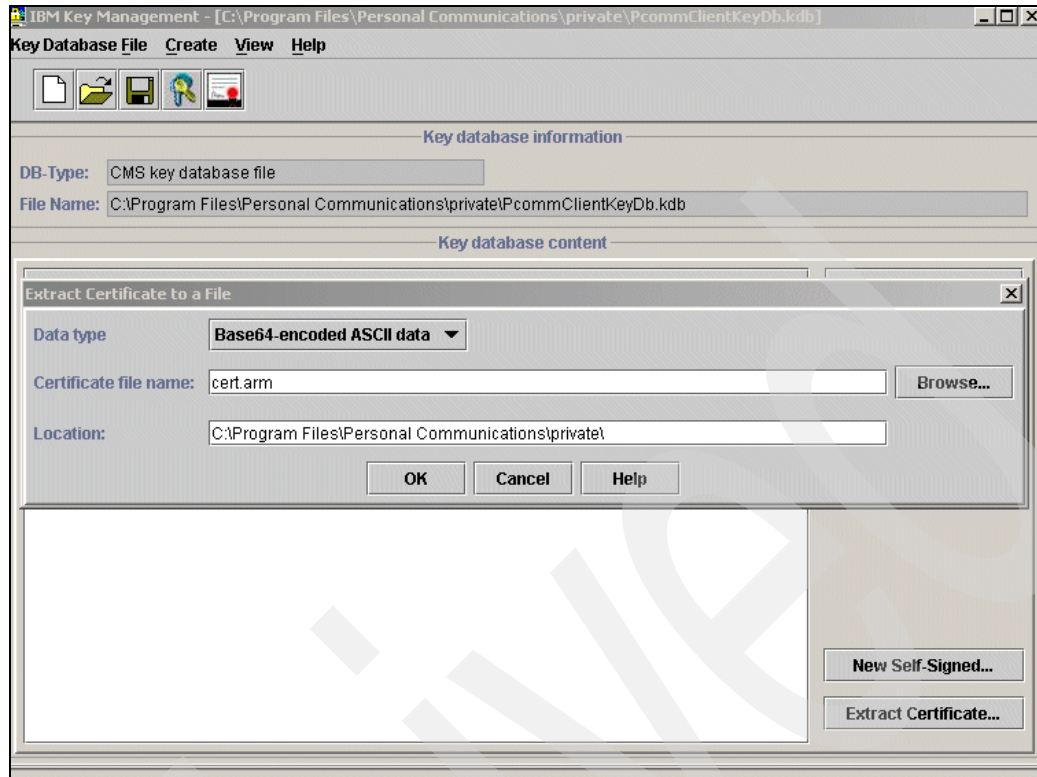 IBM Key Management - [C:\Program Files\Personal Communications\private\PcommClientKeyDb.kdb]
Key Database File Create View Help
Key database information
DB-Type: CMS key database file
File Name: C:\Program Files\Personal Communications\private\PcommClientKeyDb.kdb
Key database content
Extract Certificate to a File
Data type Base64-encoded ASCII data
Certificate file name: cert.arm Browse...
Location: C:\Program Files\Personal Communications\private\
OK Cancel Help
New Self-Signed...
Extract Certificate...